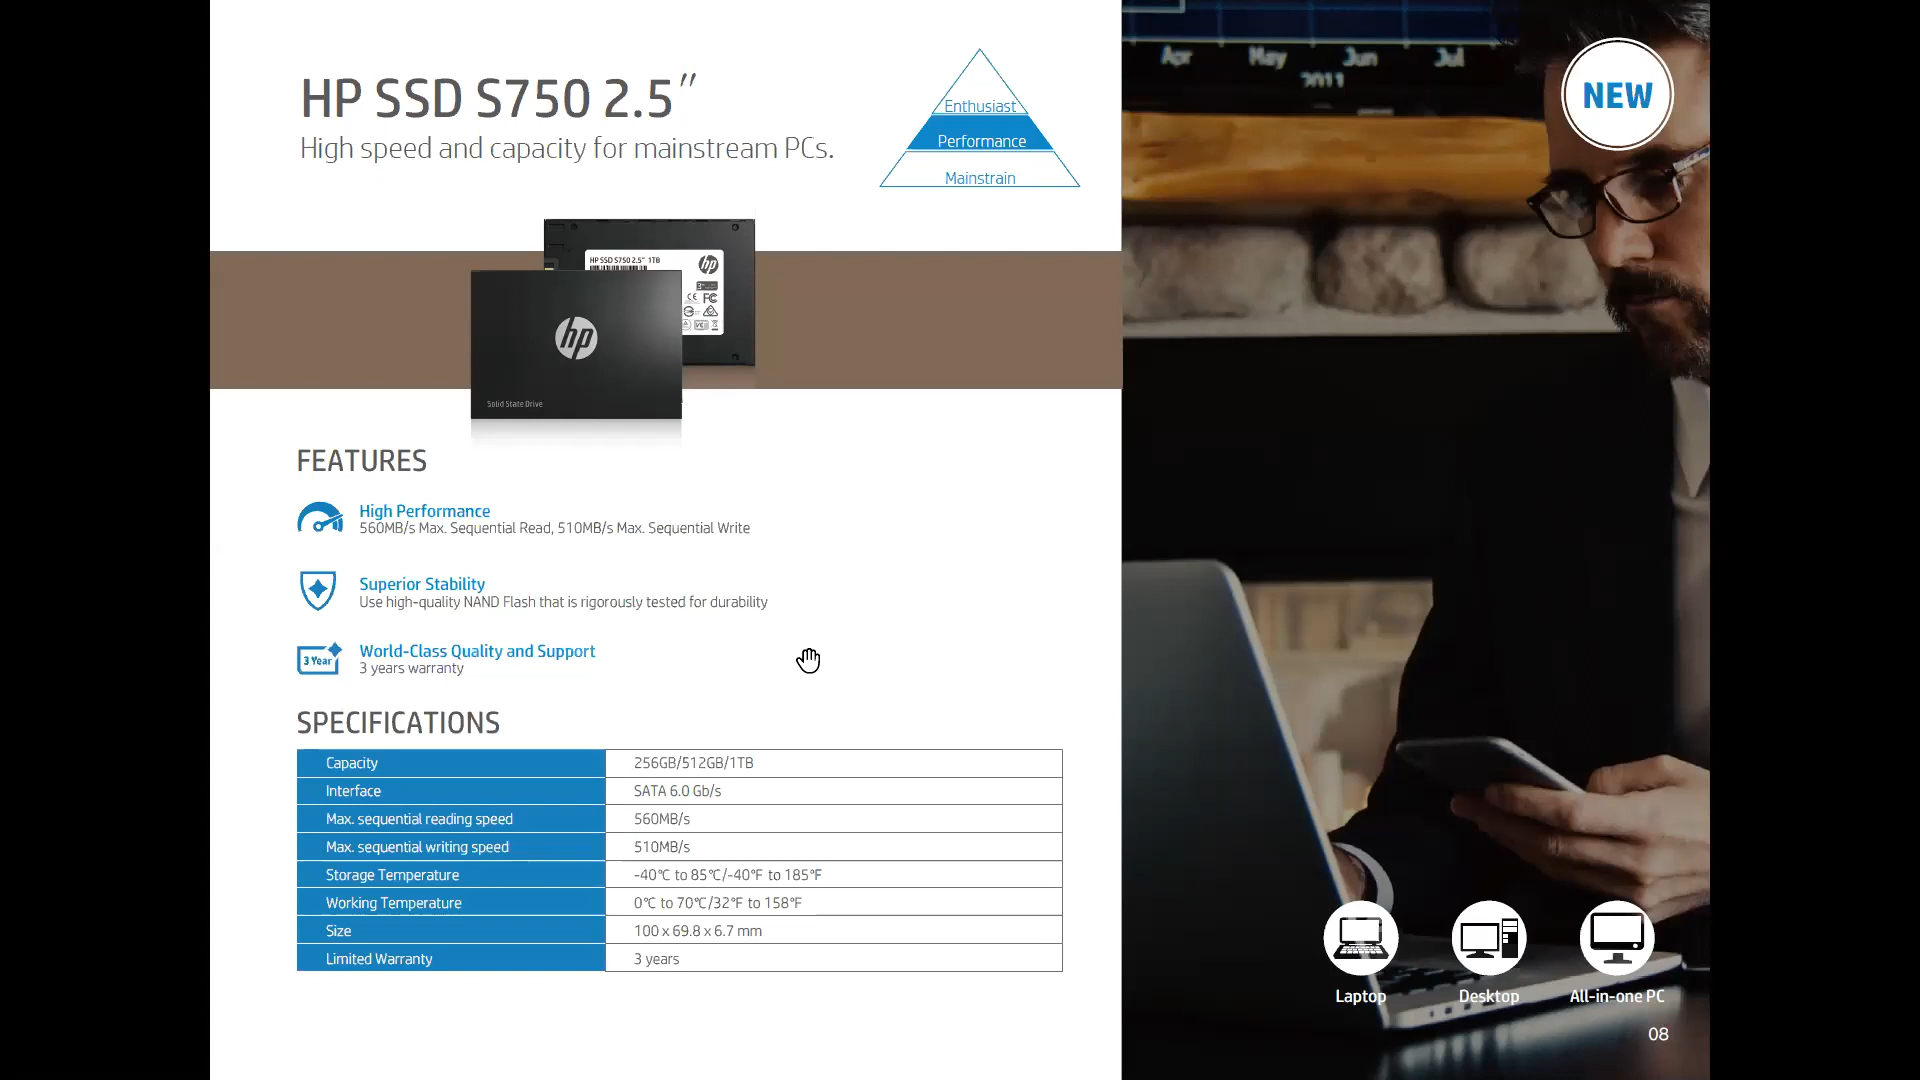 HP SSD S750 2.5″
High speed and capacity for mainstream PCs.
Enthusiast
Performance
Mainstrain
HP SSD S750 2.5" 1TB
hp
CE FC
hp
Solid State Drive
Apr May Jun Jul
2011
NEW
FEATURES
High Performance
560MB/s Max. Sequential Read, 510MB/s Max. Sequential Write
Superior Stability
Use high-quality NAND Flash that is rigorously tested for durability
3 Year
World-Class Quality and Support
3 years warranty
SPECIFICATIONS
Capacity 256GB/512GB/1TB
Interface SATA 6.0 Gb/s
Max. sequential reading speed 560MB/s
Max. sequential writing speed 510MB/s
Storage Temperature -40℃ to 85℃/-40℉ to 185℉
Working Temperature 0℃ to 70℃/32℉ to 158℉
Size 100 x 69.8 x 6.7 mm
Limited Warranty 3 years
Laptop Desktop All-in-one PC
08